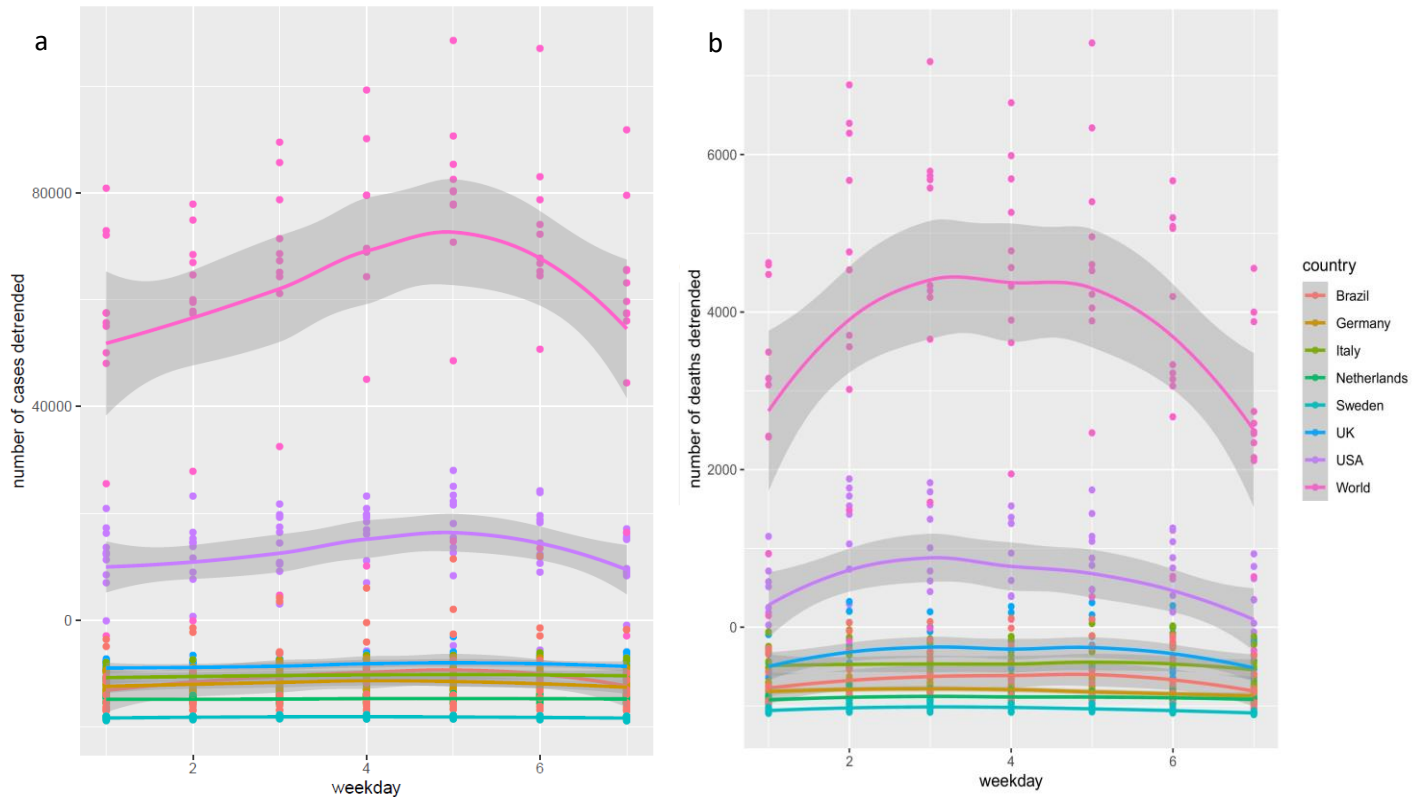 a
number of cases detrended
80000
40000
0
2
4
6
weekday
b
number of deaths detrended
6000
4000
2000
0
2
4
6
weekday
country
Brazil
Germany
Italy
Netherlands
Sweden
UK
USA
World